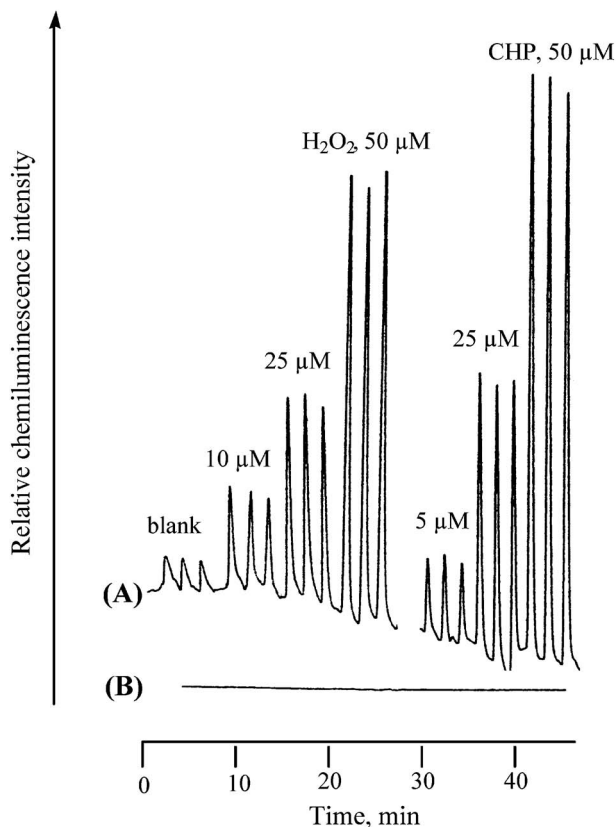 Relative chemiluminescence intensity
CHP, 50 µM
H₂O₂, 50 µM
25 µM
25 µM
10 µM
5 µM
blank
(A)
(B)
0 10 20 30 40
Time, min